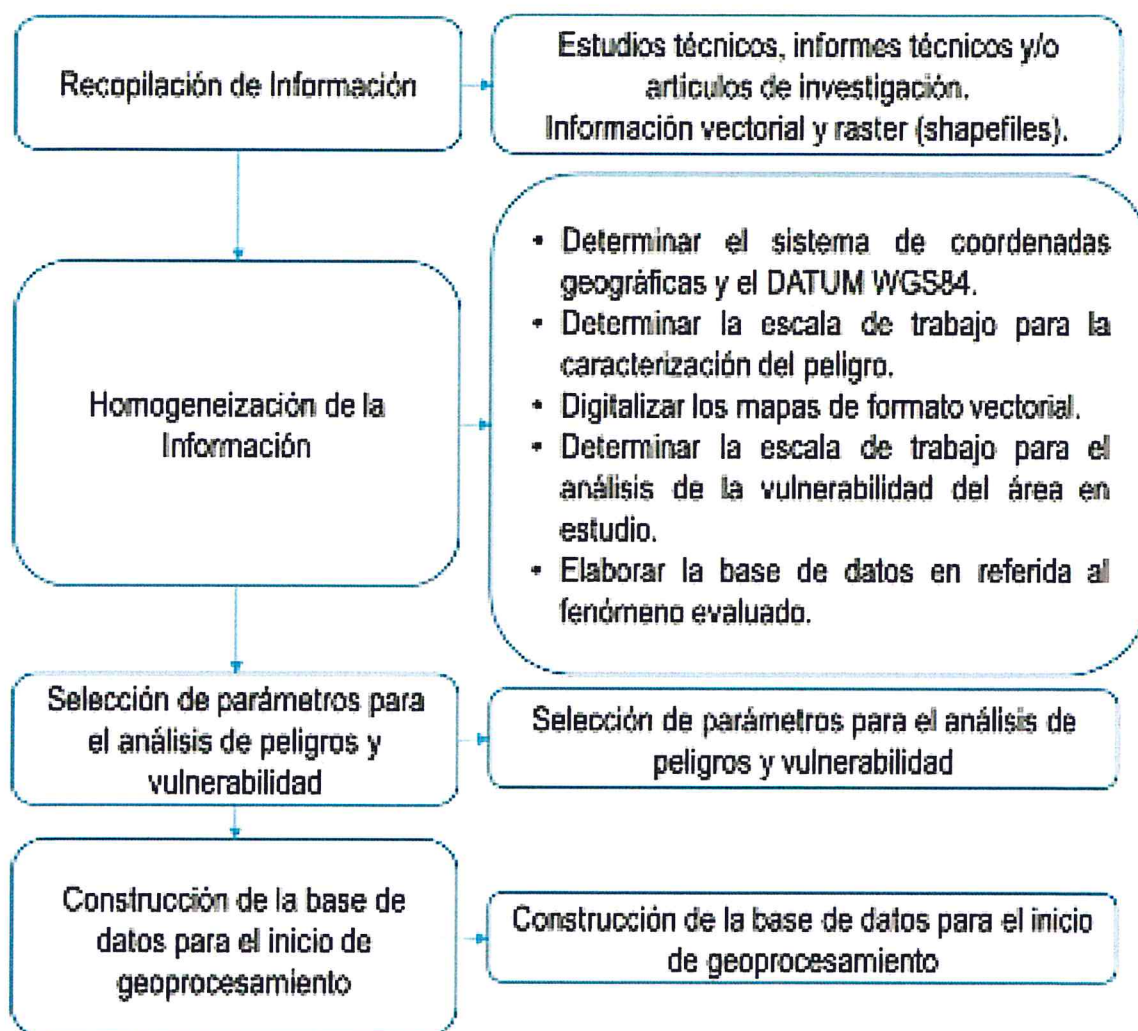 Recopilación de Información
Estudios técnicos, informes técnicos y/o
artículos de investigación.
Información vectorial y raster (shapefiles).
Homogeneización de la
Información
• Determinar el sistema de coordenadas
geográficas y el DATUM WGS84.
• Determinar la escala de trabajo para la
caracterización del peligro.
• Digitalizar los mapas de formato vectorial.
• Determinar la escala de trabajo para el
análisis de la vulnerabilidad del área en
estudio.
• Elaborar la base de datos en referida al
fenómeno evaluado.
Selección de parámetros para
el análisis de peligros y
vulnerabilidad
Selección de parámetros para el análisis de
peligros y vulnerabilidad
Construcción de la base de
datos para el inicio de
geoprocesamiento
Construcción de la base de datos para el inicio
de geoprocesamiento